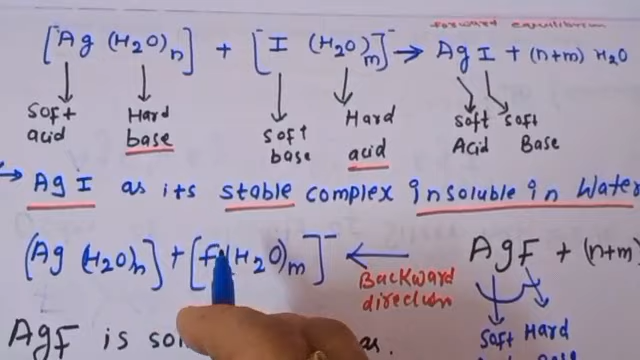 forward equilibrium
[Ag (H₂O)n] + [I (H₂O)m]⁻ → AgI + (n+m) H₂O
Soft acid Hard base Soft base Hard acid Soft Acid Soft Base
→ AgI as its stable complex insoluble in Water
[Ag (H₂O)n] + [F(H₂O)m]⁻ ← AgF + (n+m)
Backward direction
Soft Hard
AgF is as.